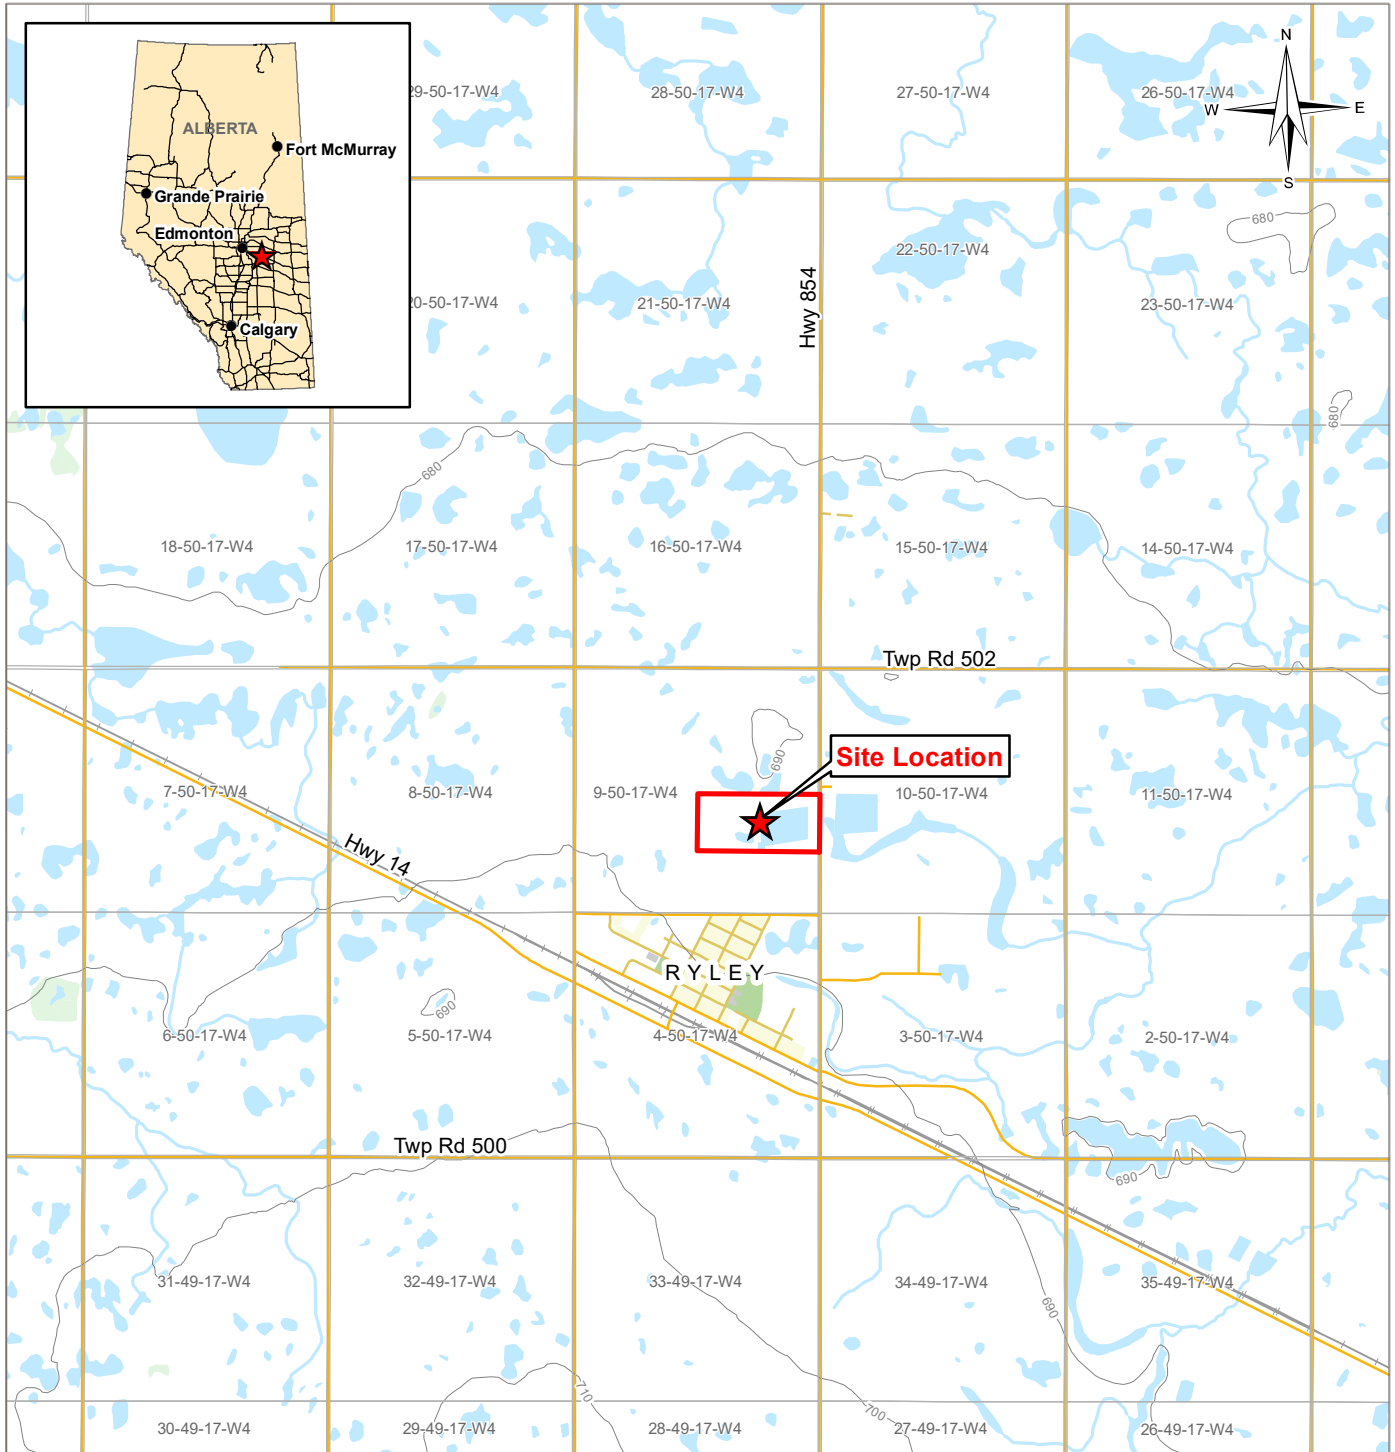 N
W
E
S
ALBERTA
Fort McMurray
Grande Prairie
Edmonton
Calgary
29-50-17-W4
28-50-17-W4
27-50-17-W4
26-50-17-W4
680
22-50-17-W4
20-50-17-W4
21-50-17-W4
Hwy 854
23-50-17-W4
680
680
18-50-17-W4
17-50-17-W4
16-50-17-W4
15-50-17-W4
14-50-17-W4
Twp Rd 502
690
Site Location
7-50-17-W4
8-50-17-W4
9-50-17-W4
10-50-17-W4
11-50-17-W4
Hwy 14
RYLEY
690
6-50-17-W4
5-50-17-W4
4-50-17-W4
3-50-17-W4
2-50-17-W4
Twp Rd 500
690
31-49-17-W4
32-49-17-W4
33-49-17-W4
34-49-17-W4
35-49-17-W4
690
710
700
30-49-17-W4
29-49-17-W4
28-49-17-W4
27-49-17-W4
26-49-17-W4